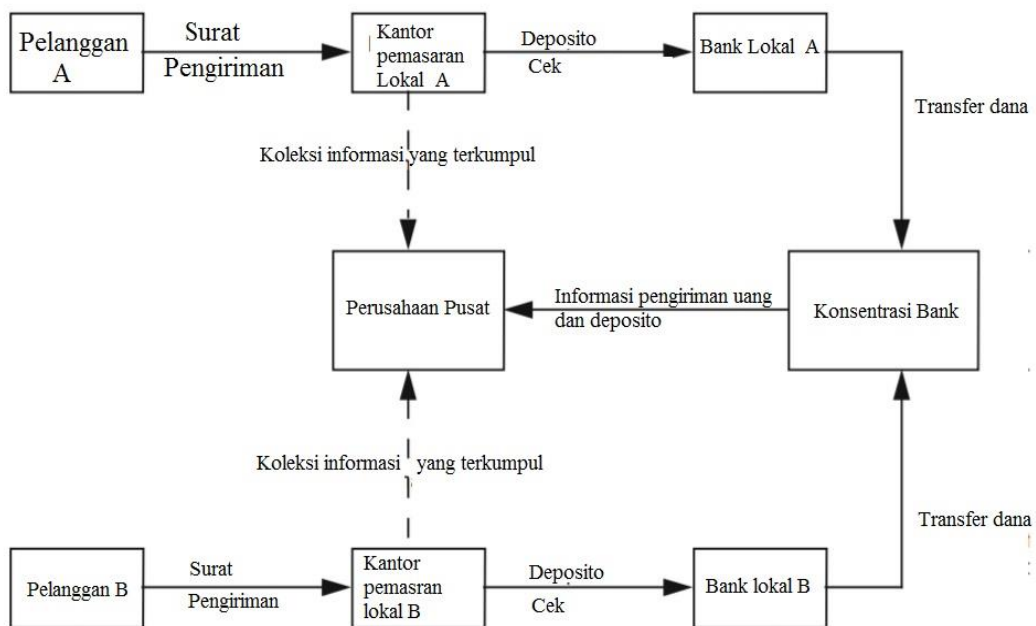 Pelanggan
A
Surat
Pengiriman
Kantor
pemasaran
Lokal A
Deposito
Cek
Bank Lokal A
Transfer dana
Koleksi informasi yang terkumpul
Perusahaan Pusat
Informasi pengiriman uang
dan deposito
Konsentrasi Bank
Koleksi informasi yang terkumpul
Transfer dana
Pelanggan B
Surat
Pengiriman
Kantor
pemasran
lokal B
Deposito
Cek
Bank lokal B